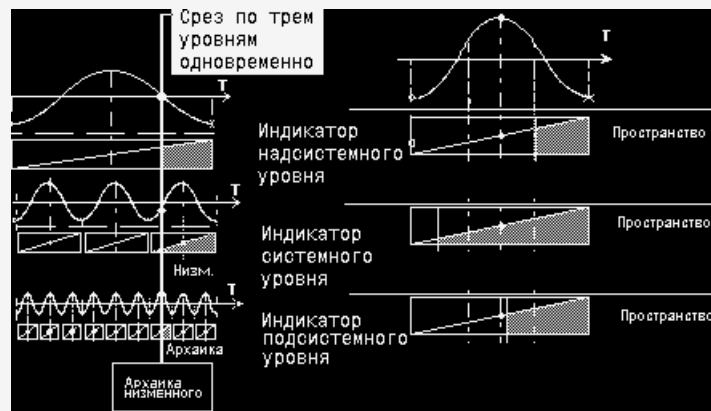 Срез по трем
уровням
одновременно
T
T
Индикатор
надсистемного
уровня
Пространство
T
Индикатор
системного
уровня
Пространство
Низм.
T
Индикатор
подсистемного
уровня
Пространство
Архаика
Архаика
низменного